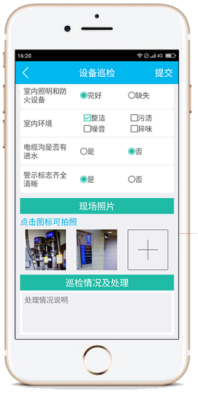 16:20
4G
设备巡检
提交
室内照明和防
火设备
完好
缺失
室内环境
整洁
污渍
噪音
异味
电缆沟是否有
进水
是
否
警示标志齐全
清晰
是
否
现场照片
点击图标可拍照
巡检情况及处理
处理情况说明